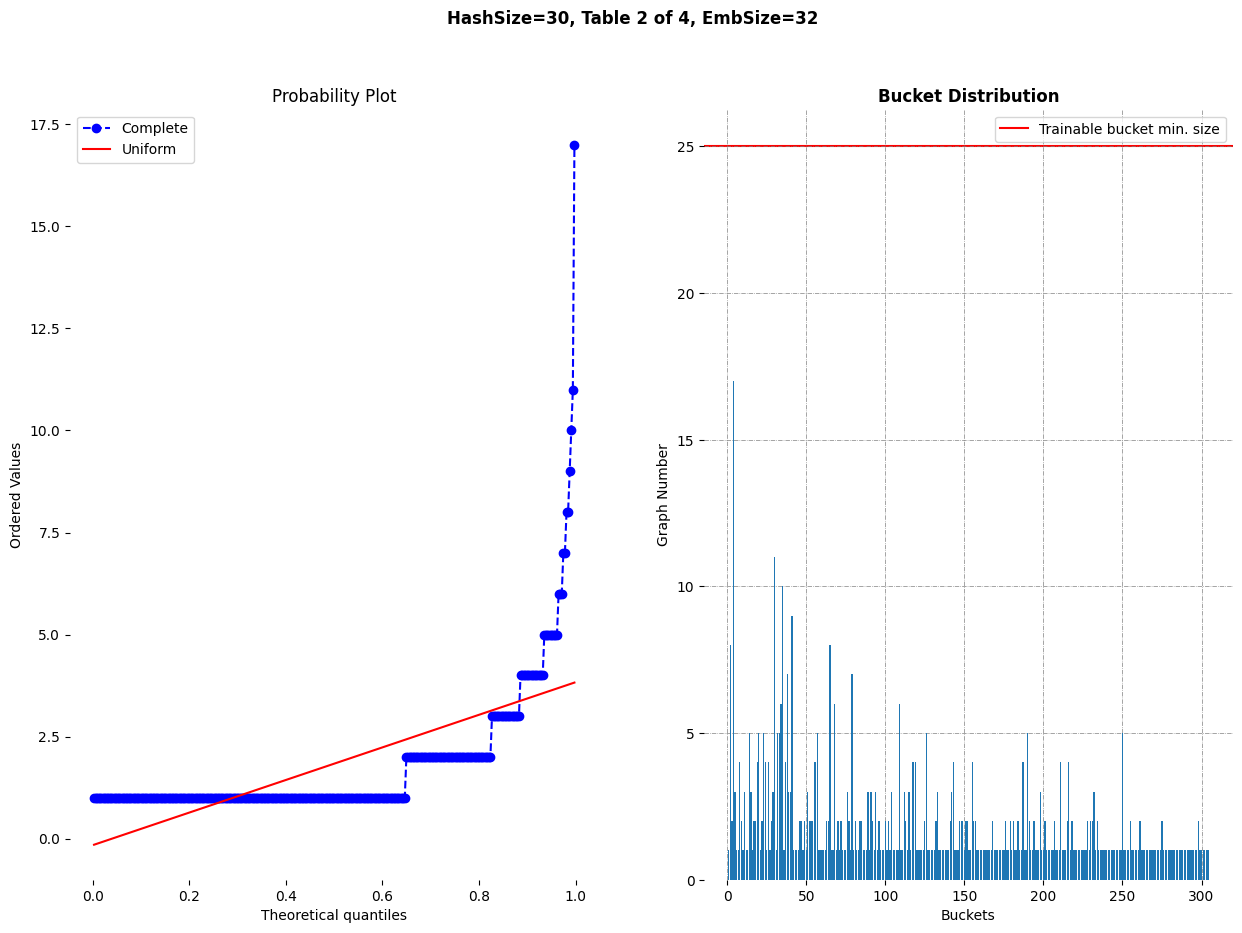 HashSize=30, Table 2 of 4, EmbSize=32
Probability Plot
Complete
Uniform
17.5
15.0
12.5
10.0
7.5
5.0
2.5
0.0
Ordered Values
0.0 0.2 0.4 0.6 0.8 1.0
Theoretical quantiles
Bucket Distribution
Trainable bucket min. size
25
20
15
10
5
0
Graph Number
0 50 100 150 200 250 300
Buckets